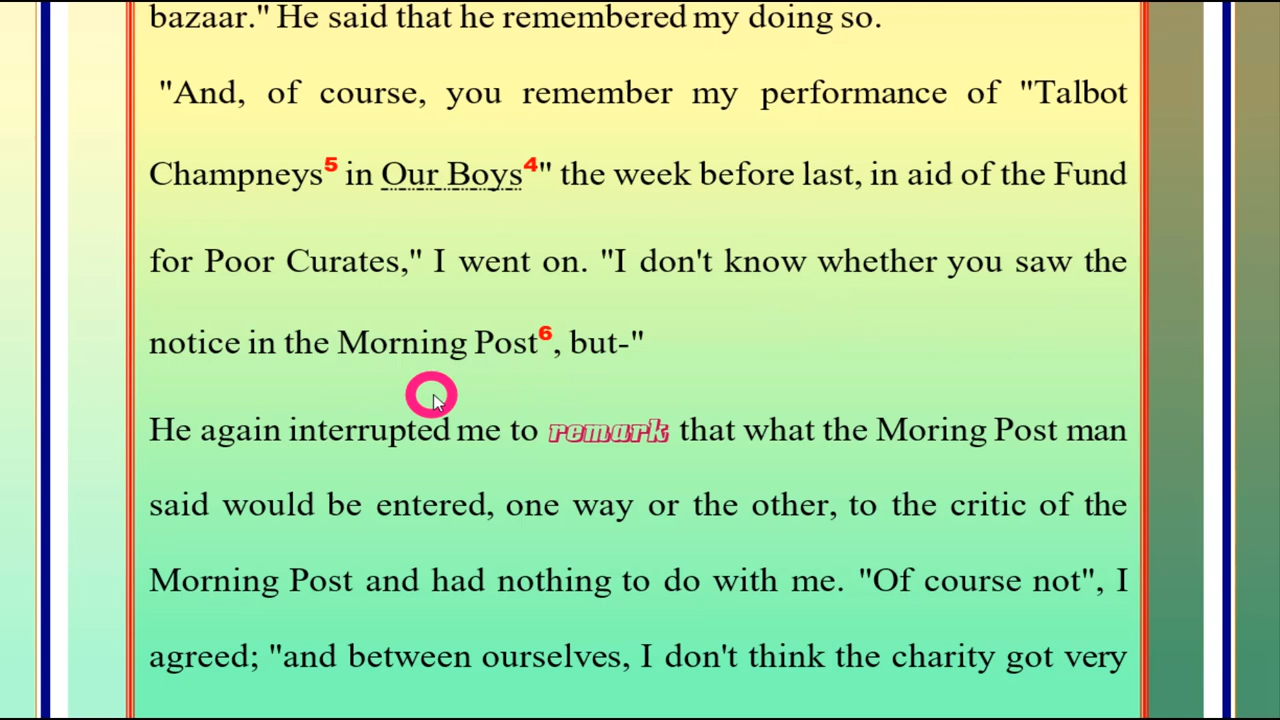 bazaar." He said that he remembered my doing so.
"And, of course, you remember my performance of "Talbot
Champneys5 in Our Boys4" the week before last, in aid of the Fund
for Poor Curates," I went on. "I don't know whether you saw the
notice in the Morning Post6, but-"
He again interrupted me to remark that what the Moring Post man
said would be entered, one way or the other, to the critic of the
Morning Post and had nothing to do with me. "Of course not", I
agreed; "and between ourselves, I don't think the charity got very